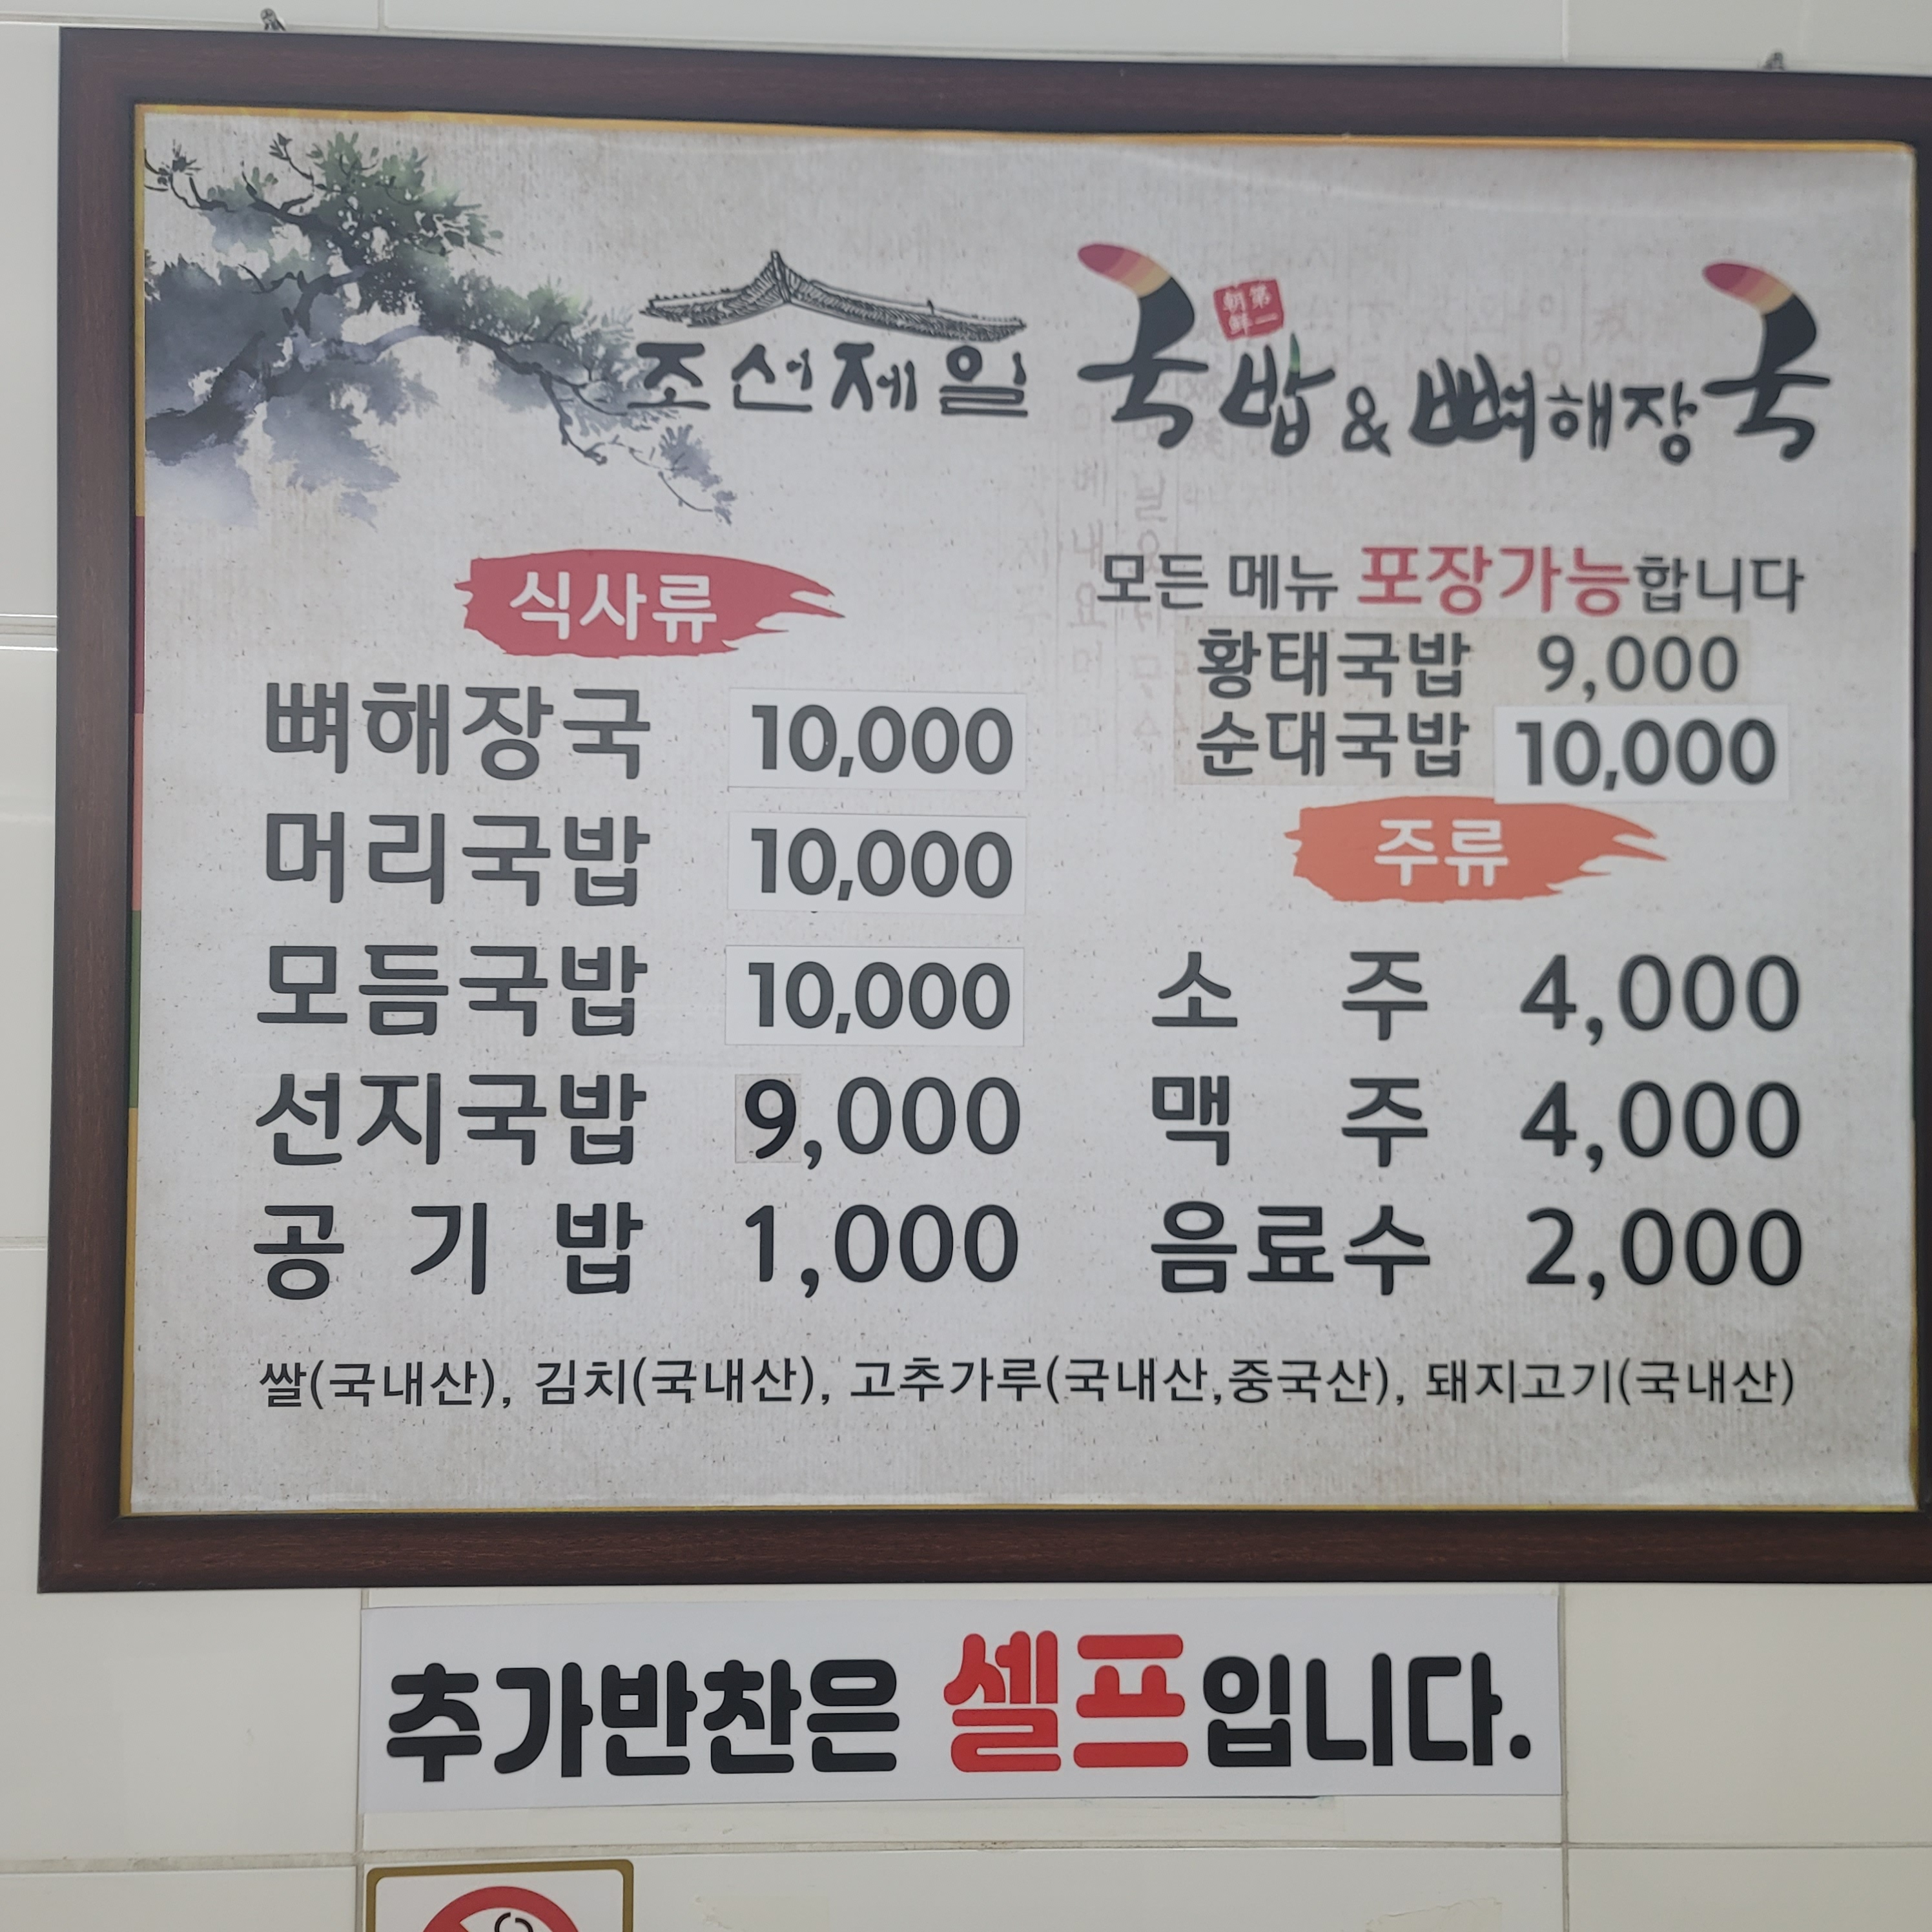 조선제일 국밥 & 뼈해장국
朝鮮
第一
식사류
뼈해장국 10,000
머리국밥 10,000
모듬국밥 10,000
선지국밥 9,000
공 기 밥 1,000
모든 메뉴 포장가능합니다
황태국밥 9,000
순대국밥 10,000
주류
소 주 4,000
맥 주 4,000
음료수 2,000
쌀(국내산), 김치(국내산), 고추가루(국내산,중국산), 돼지고기(국내산)
추가반찬은 셀프입니다.